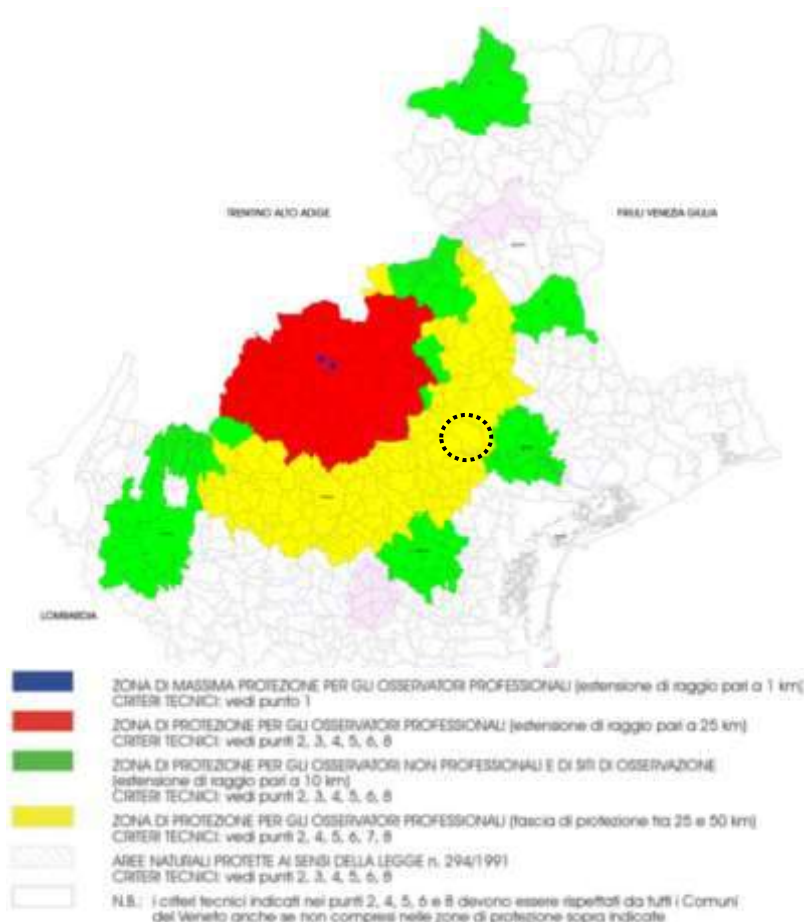 TRENTINO ALTO ADIGE
FRIULI VENEZIA GIULIA
LOMBARDIA
ZONA DI MASSIMA PROTEZIONE PER GLI OSSERVATORI PROFESSIONALI (estensione di raggio pari a 1 km)
CRITERI TECNICI: vedi punto 1
ZONA DI PROTEZIONE PER GLI OSSERVATORI PROFESSIONALI (estensione di raggio pari a 25 km)
CRITERI TECNICI: vedi punti 2, 3, 4, 5, 6, 8
ZONA DI PROTEZIONE PER GLI OSSERVATORI NON PROFESSIONALI E DI SITI DI OSSERVAZIONE
(estensione di raggio pari a 10 km)
CRITERI TECNICI: vedi punti 2, 3, 4, 5, 6, 8
ZONA DI PROTEZIONE PER GLI OSSERVATORI PROFESSIONALI (fascia di protezione tra 25 e 50 km)
CRITERI TECNICI: vedi punti 2, 4, 5, 6, 7, 8
AREE NATURALI PROTETTE AI SENSI DELLA LEGGE n. 294/1991
CRITERI TECNICI: vedi punti 2, 3, 4, 5, 6, 8
N.B.: i criteri tecnici indicati nei punti 2, 4, 5, 6 e 8 devono essere rispettati da tutti i Comuni
del Veneto anche se non compresi nelle zone di protezione sopra indicate